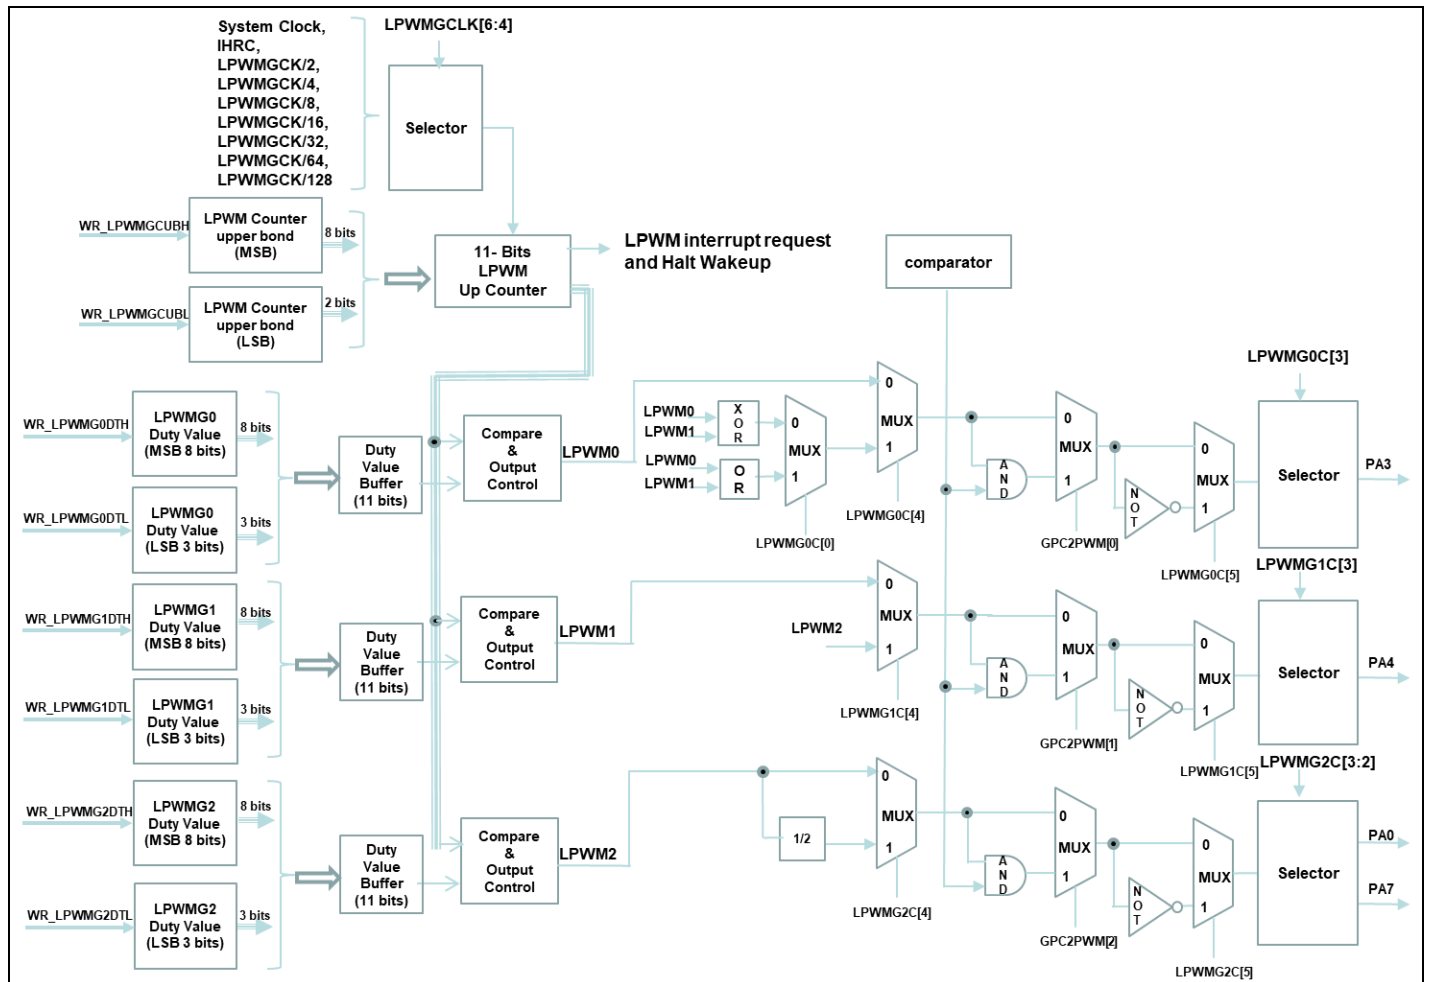 System Clock,
IHRC,
LPWMGCK/2,
LPWMGCK/4,
LPWMGCK/8,
LPWMGCK/16,
LPWMGCK/32,
LPWMGCK/64,
LPWMGCK/128
LPWMGCLK[6:4]
Selector
WR_LPWMGCUBH
LPWM Counter
upper bond
(MSB)
8 bits
WR_LPWMGCUBL
LPWM Counter
upper bond
(LSB)
2 bits
11- Bits
LPWM
Up Counter
LPWM interrupt request
and Halt Wakeup
comparator
WR_LPWMG0DTH
LPWMG0
Duty Value
(MSB 8 bits)
8 bits
WR_LPWMG0DTL
LPWMG0
Duty Value
(LSB 3 bits)
3 bits
Duty
Value
Buffer
(11 bits)
Compare
&
Output
Control
LPWM0
LPWM0
LPWM1
X
O
R
LPWM0
LPWM1
O
R
0
MUX
1
LPWMG0C[0]
0
MUX
1
LPWMG0C[4]
A
N
D
0
MUX
1
GPC2PWM[0]
N
O
T
0
MUX
1
LPWMG0C[5]
LPWMG0C[3]
Selector
PA3
WR_LPWMG1DTH
LPWMG1
Duty Value
(MSB 8 bits)
8 bits
WR_LPWMG1DTL
LPWMG1
Duty Value
(LSB 3 bits)
3 bits
Duty
Value
Buffer
(11 bits)
Compare
&
Output
Control
LPWM1
LPWM2
0
MUX
1
LPWMG1C[4]
A
N
D
0
MUX
1
GPC2PWM[1]
N
O
T
0
MUX
1
LPWMG1C[5]
LPWMG1C[3]
Selector
PA4
WR_LPWMG2DTH
LPWMG2
Duty Value
(MSB 8 bits)
8 bits
WR_LPWMG2DTL
LPWMG2
Duty Value
(LSB 3 bits)
3 bits
Duty
Value
Buffer
(11 bits)
Compare
&
Output
Control
LPWM2
1/2
0
MUX
1
LPWMG2C[4]
A
N
D
0
MUX
1
GPC2PWM[2]
N
O
T
0
MUX
1
LPWMG2C[5]
LPWMG2C[3:2]
Selector
PA0
PA7